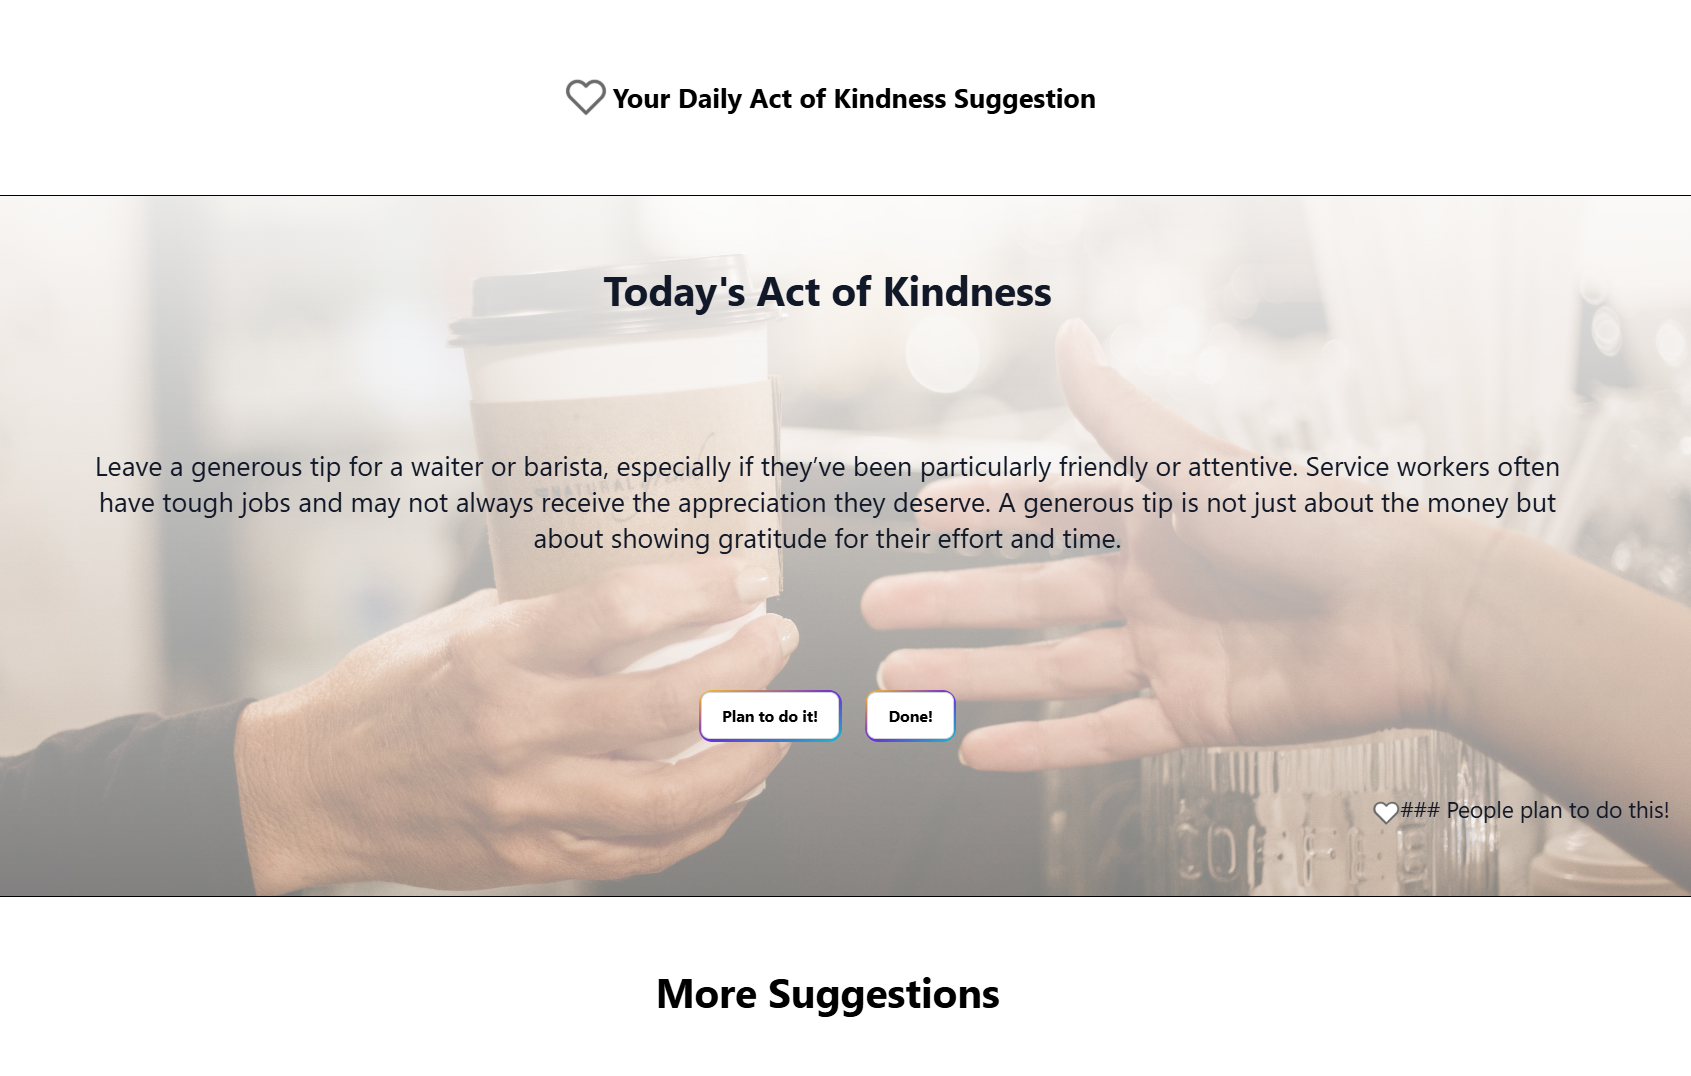 Your Daily Act of Kindness Suggestion
Today's Act of Kindness
Leave a generous tip for a waiter or barista, especially if they’ve been particularly friendly or attentive. Service workers often
have tough jobs and may not always receive the appreciation they deserve. A generous tip is not just about the money but
about showing gratitude for their effort and time.
NATURAL
Plan to do it!
Done!
### People plan to do this!
COFFEE
More Suggestions